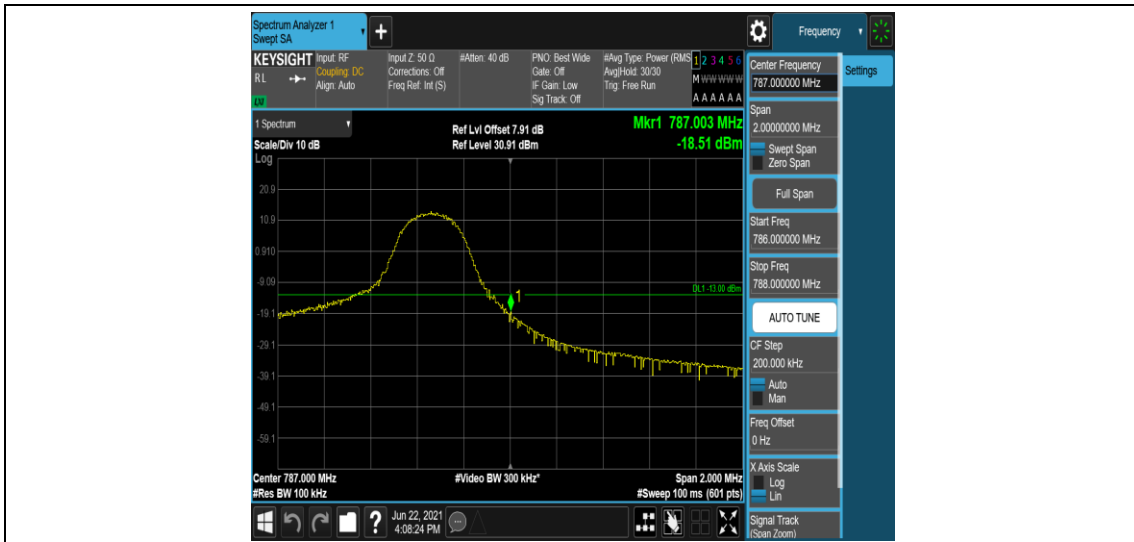 Spectrum Analyzer 1
Swept SA
Frequency
KEYSIGHT
RL
LXI
Input: RF
Coupling: DC
Align: Auto
Input Z: 50 Ω
Corrections: Off
Freq Ref: Int (S)
#Atten: 40 dB
PNO: Best Wide
Gate: Off
IF Gain: Low
Sig Track: Off
#Avg Type: Power (RMS
Avg|Hold: 30/30
Trig: Free Run
1 2 3 4 5 6
M W W W W W
A A A A A A
1 Spectrum
Scale/Div 10 dB
Log
Ref Lvl Offset 7.91 dB
Ref Level 30.91 dBm
Mkr1 787.003 MHz
-18.51 dBm
20.9
10.9
0.910
-9.09
-19.1
-29.1
-39.1
-49.1
-59.1
DL1 -13.00 dBm
1
Center 787.000 MHz
#Res BW 100 kHz
#Video BW 300 kHz*
Span 2.000 MHz
#Sweep 100 ms (601 pts)
?
Jun 22, 2021
4:08:24 PM
Center Frequency
787.000000 MHz
Settings
Span
2.00000000 MHz
Swept Span
Zero Span
Full Span
Start Freq
786.000000 MHz
Stop Freq
788.000000 MHz
AUTO TUNE
CF Step
200.000 kHz
Auto
Man
Freq Offset
0 Hz
X Axis Scale
Log
Lin
Signal Track
(Span Zoom)